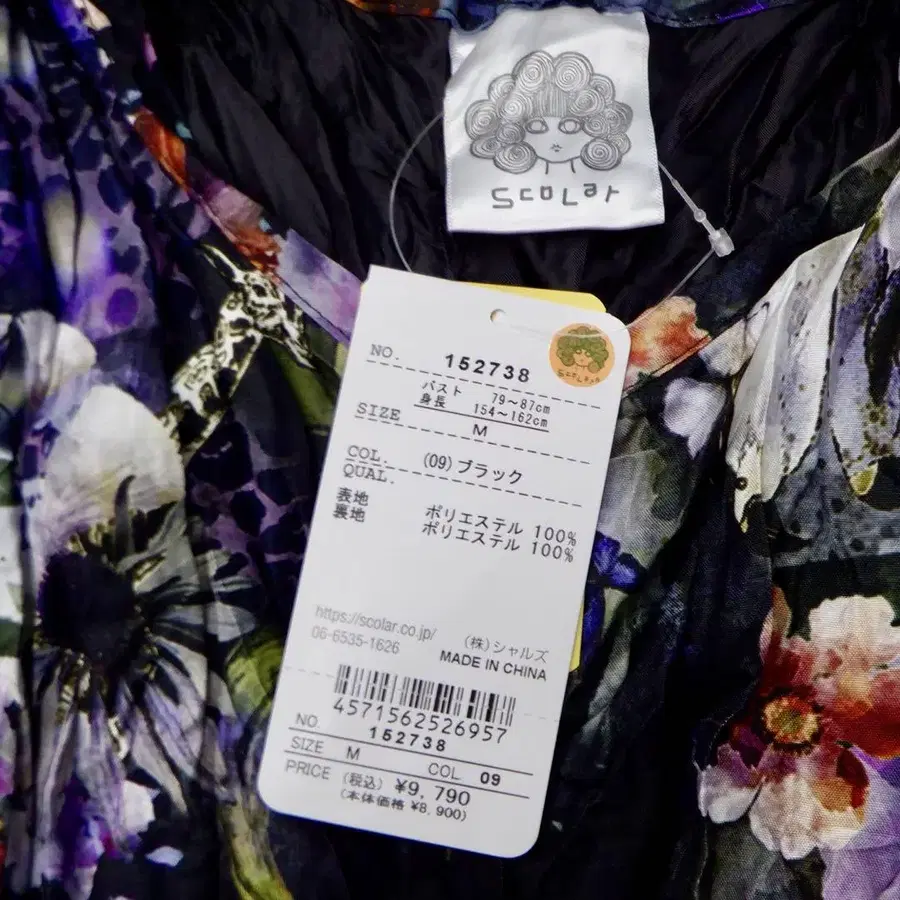 scoLar
NO. 152738
scoLar
バスト 79～87cm
身長 154～162cm
SIZE M
COL. (09)ブラック
QUAL.
表地 ポリエステル 100%
裏地 ポリエステル 100%
https://scolar.co.jp/
06-6535-1626 (株)シャルズ
MADE IN CHINA
4571562526957
NO. 152738
SIZE M COL 09
PRICE (税込) ¥9,790
(本体価格 ¥8,900)